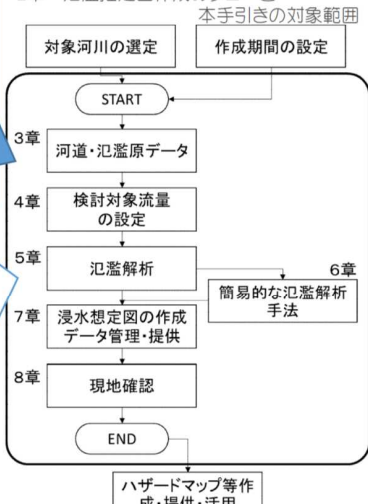 本手引きの対象範囲
対象河川の選定
作成期間の設定
START
3章
河道・氾濫原データ
4章
検討対象流量
の設定
5章
氾濫解析
6章
簡易的な氾濫解析
手法
7章
浸水想定図の作成
データ管理・提供
8章
現地確認
END
ハザードマップ等作
成・提供・活用